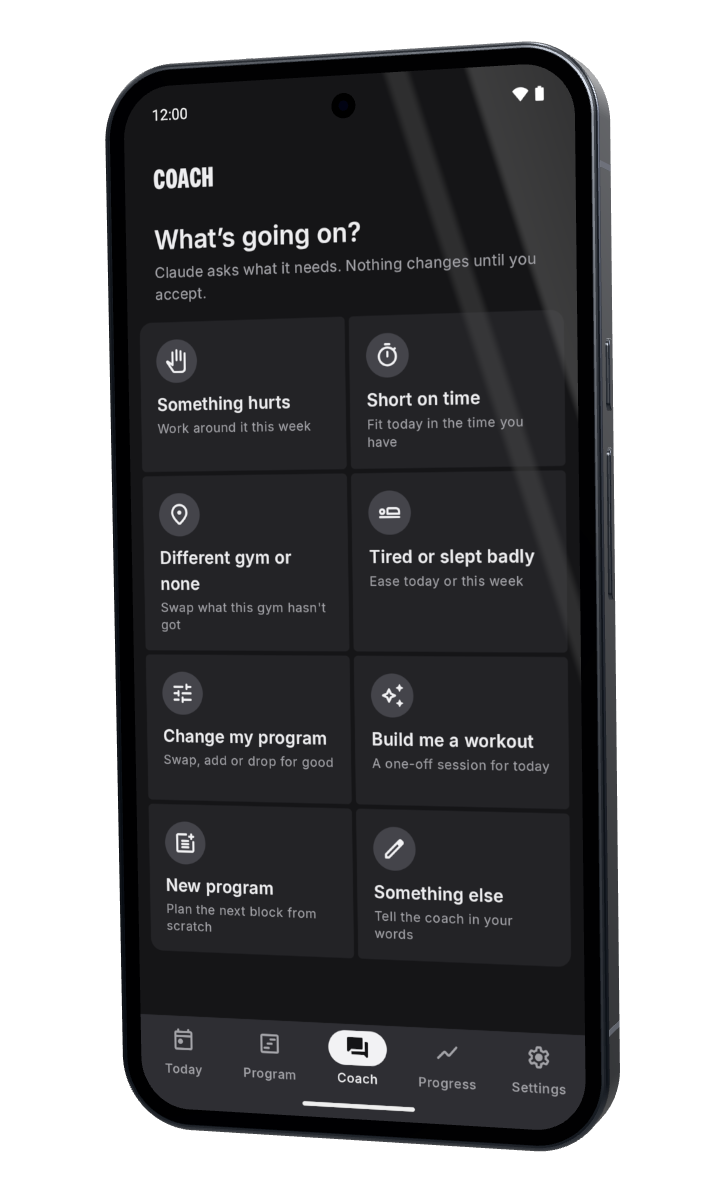 12:00
COACH
What's going on?
Claude asks what it needs. Nothing changes until you
accept.
Something hurts
Work around it this week
Short on time
Fit today in the time you
have
Different gym or
none
Swap what this gym hasn't
got
Tired or slept badly
Ease today or this week
Change my program
Swap, add or drop for good
Build me a workout
A one-off session for today
New program
Plan the next block from
scratch
Something else
Tell the coach in your
words
Today
Program
Coach
Progress
Settings